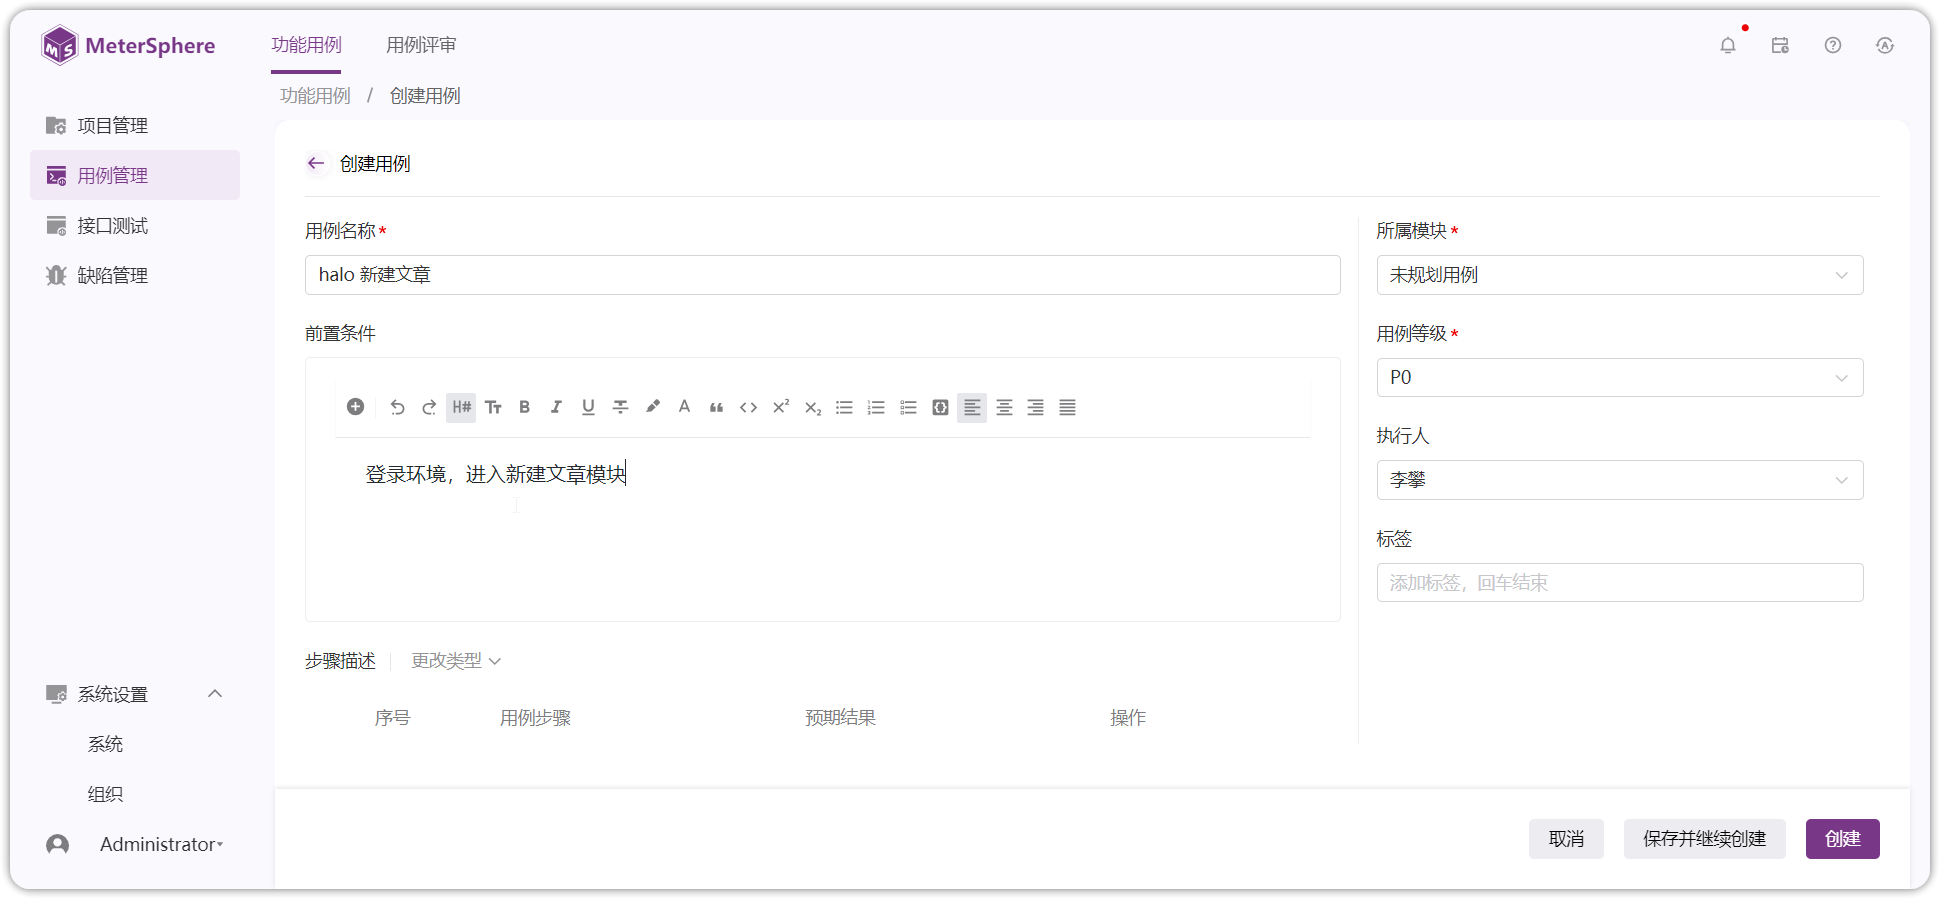 MeterSphere
功能用例 用例评审
功能用例 / 创建用例
项目管理
用例管理
接口测试
缺陷管理
系统设置
系统
组织
Administrator
创建用例
用例名称*
halo 新建文章
前置条件
H# Tт B I U A <> X² X₂
登录环境，进入新建文章模块
步骤描述 更改类型
序号 用例步骤 预期结果 操作
所属模块*
未规划用例
用例等级*
P0
执行人
李攀
标签
添加标签，回车结束
取消 保存并继续创建 创建